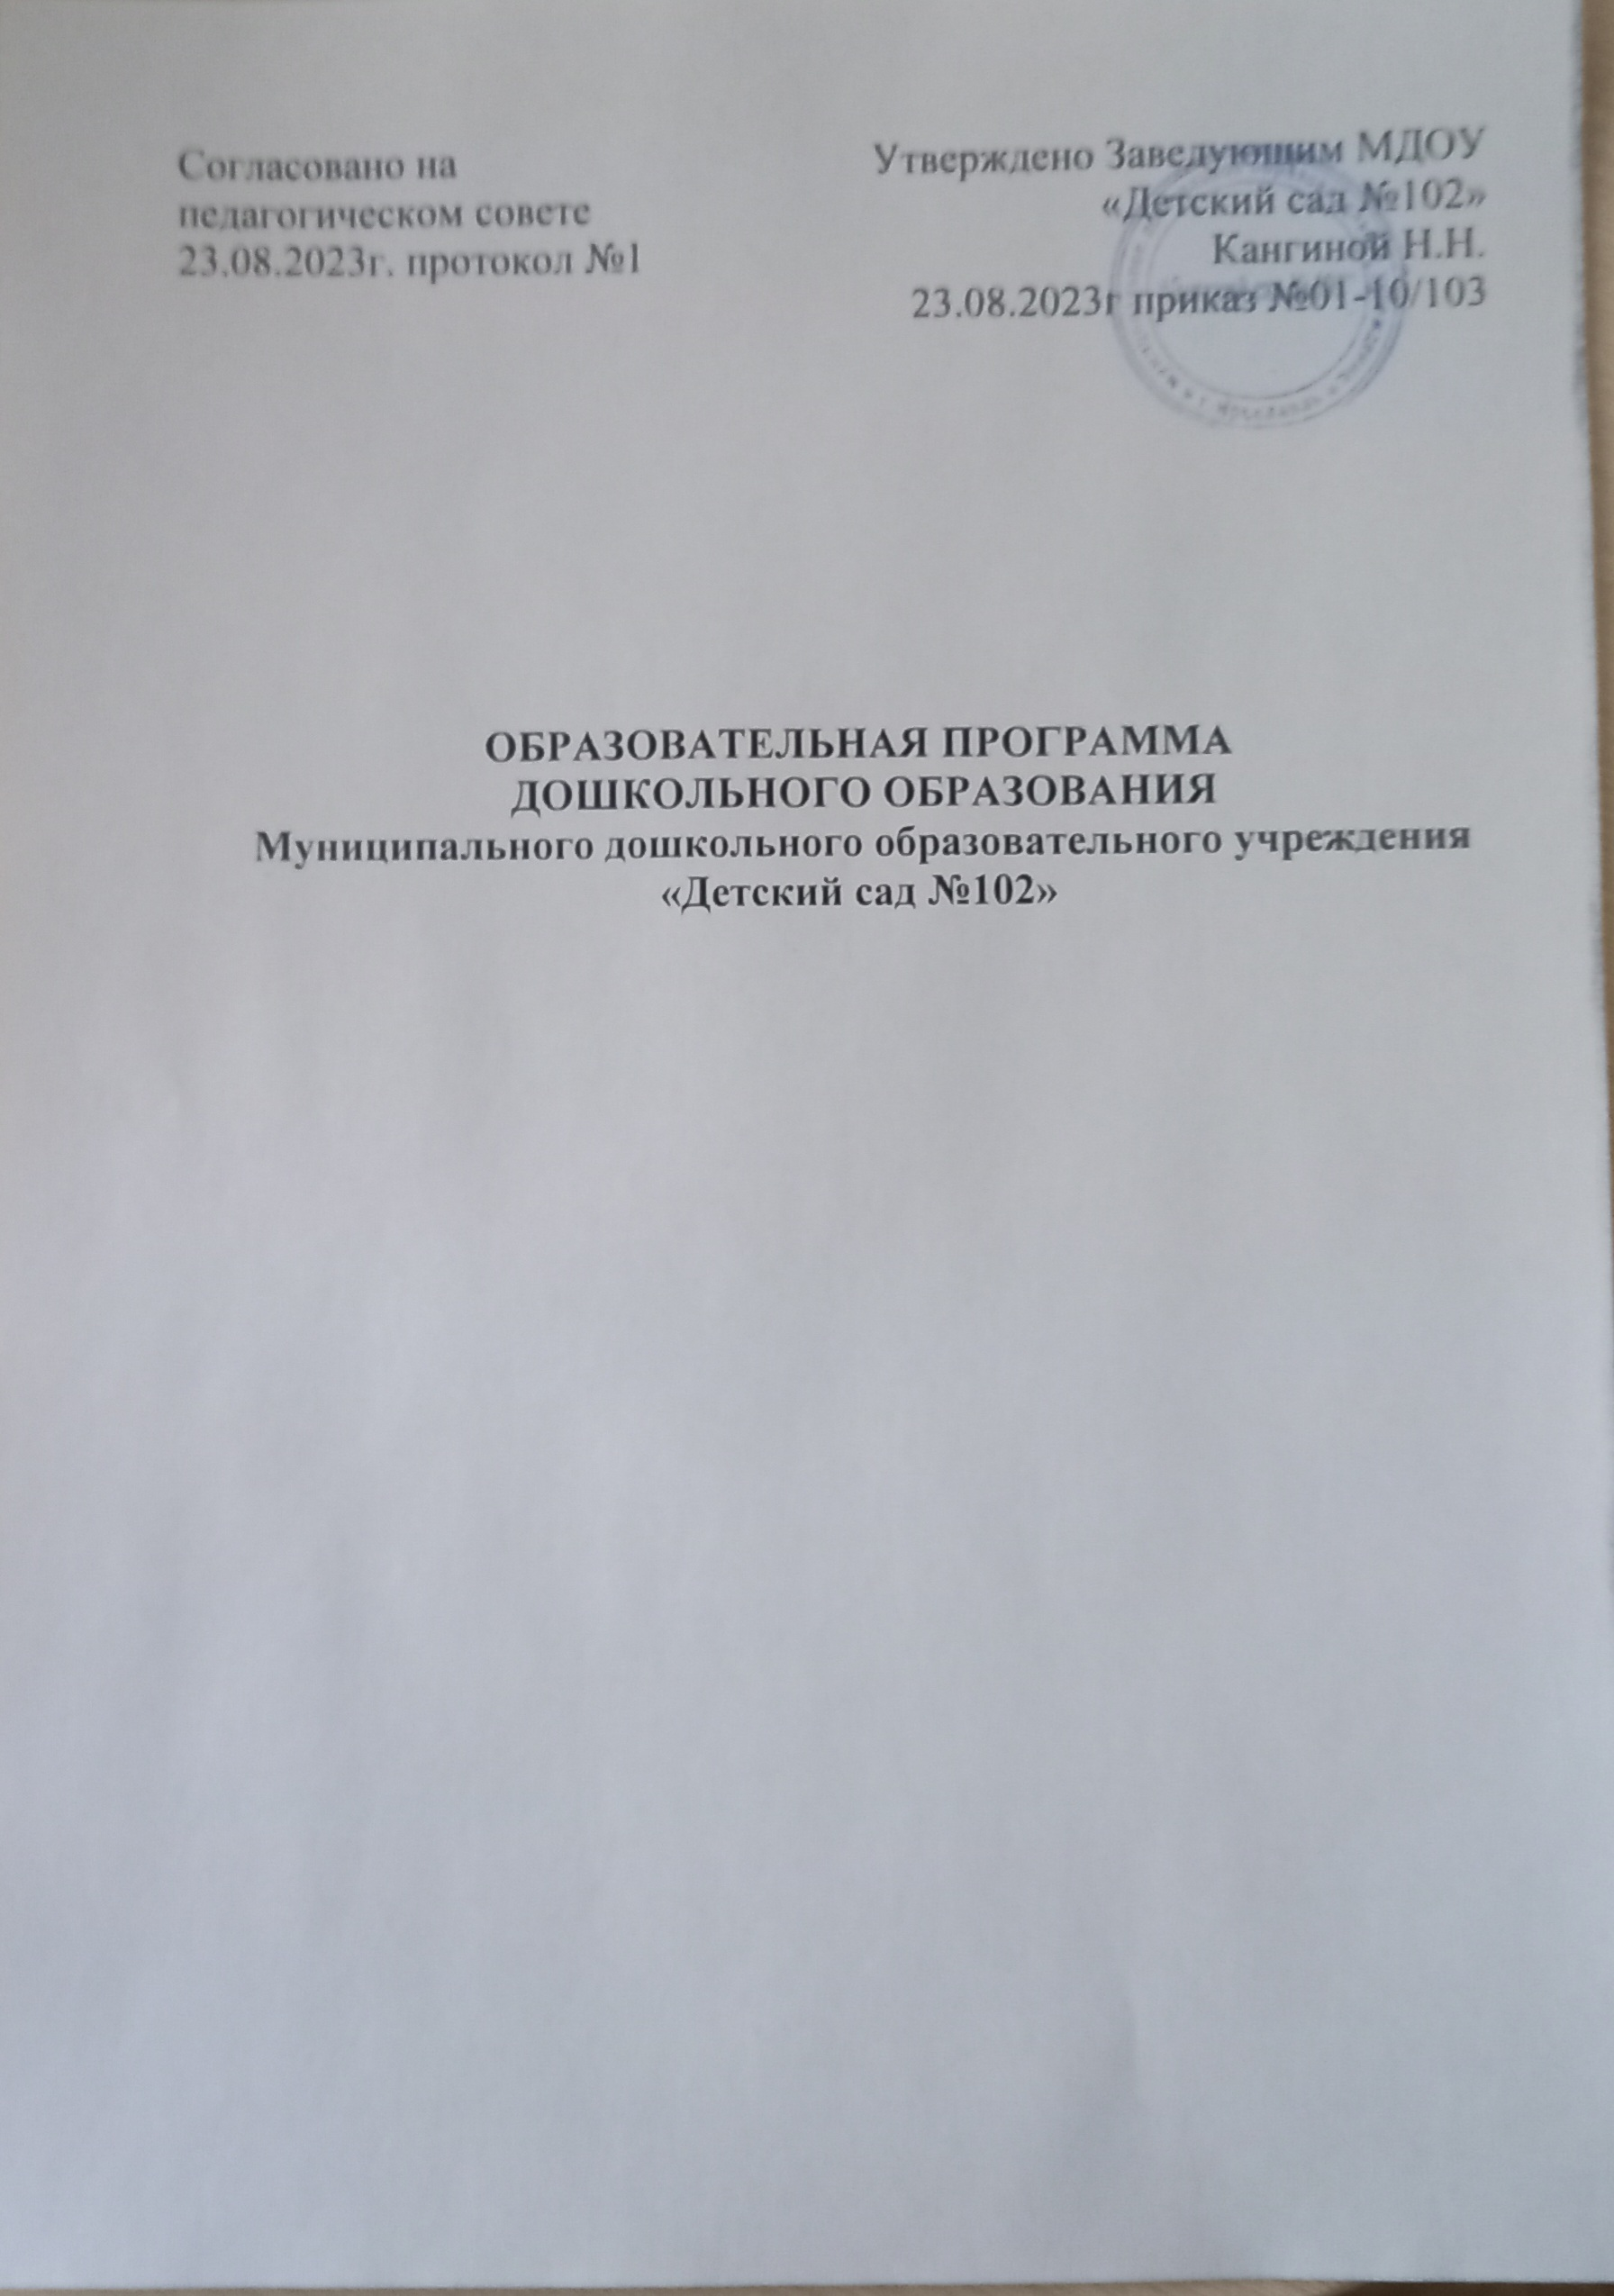 Согласовано на
педагогическом совете
23.08.2023г. протокол №1
Утверждено Заведующим МДОУ
«Детский сад №102»
Кангиной Н.Н.
23.08.2023г приказ №01-10/103
ОБРАЗОВАТЕЛЬНАЯ ПРОГРАММА
ДОШКОЛЬНОГО ОБРАЗОВАНИЯ
Муниципального дошкольного образовательного учреждения
«Детский сад №102»